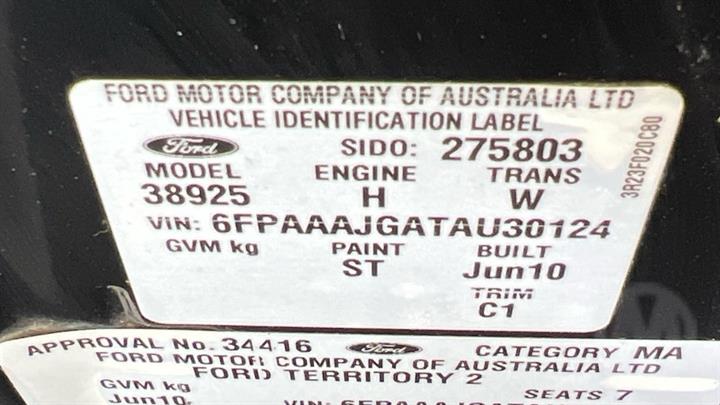 FORD MOTOR COMPANY OF AUSTRALIA LTD
VEHICLE IDENTIFICATION LABEL
Ford SIDO: 275803
MODEL ENGINE TRANS
38925 H W
VIN: 6FPAAAJGATAU30124
GVM kg PAINT BUILT
ST Jun10
TRIM
C1
3R23F020C80
APPROVAL No. 34416 Ford CATEGORY MA
FORD MOTOR COMPANY OF AUSTRALIA LTD
FORD TERRITORY 2
GVM kg SEATS 7
Jun10